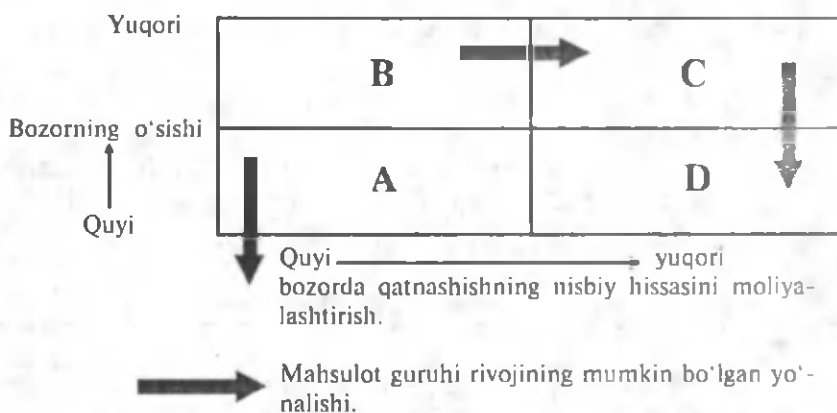 Yuqori
B
C
Bozorning o‘sishi
A
D
Quyi
Quyi yuqori
bozorda qatnashishning nisbiy hissasini moliya-
lashtirish.
Mahsulot guruhi rivojining mumkin bo‘lgan yo‘-
nalishi.